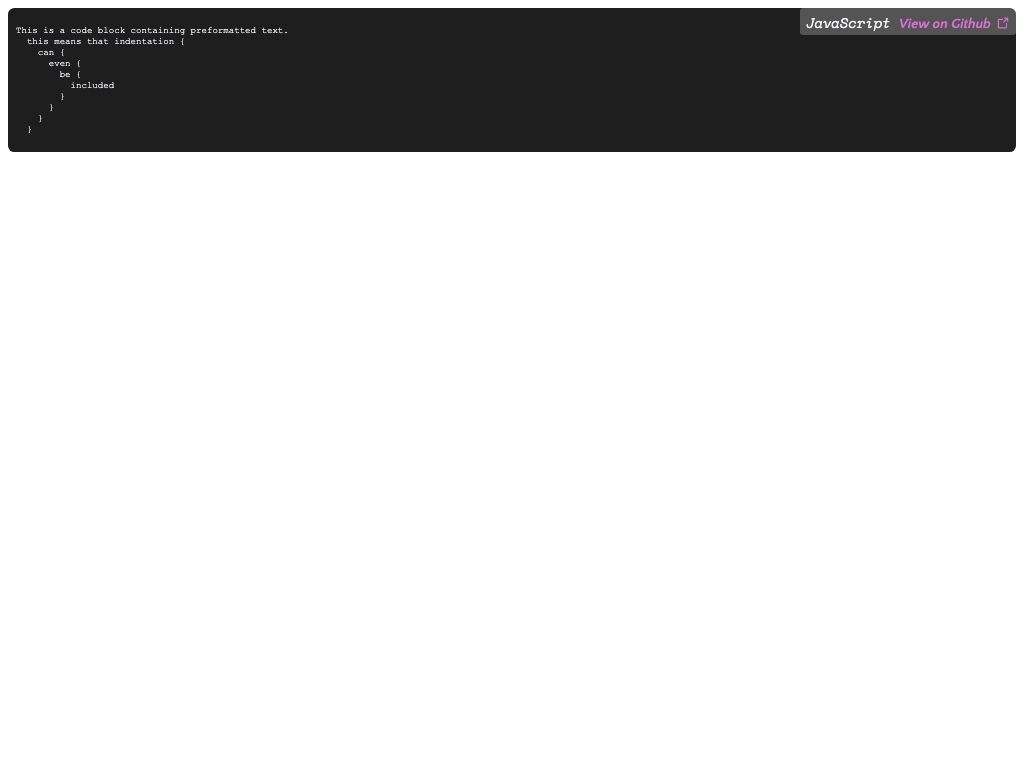 JavaScript View on Github
This is a code block containing preformatted text.
  this means that indentation {
    can {
      even {
        be {
          included
        }
      }
    }
  }